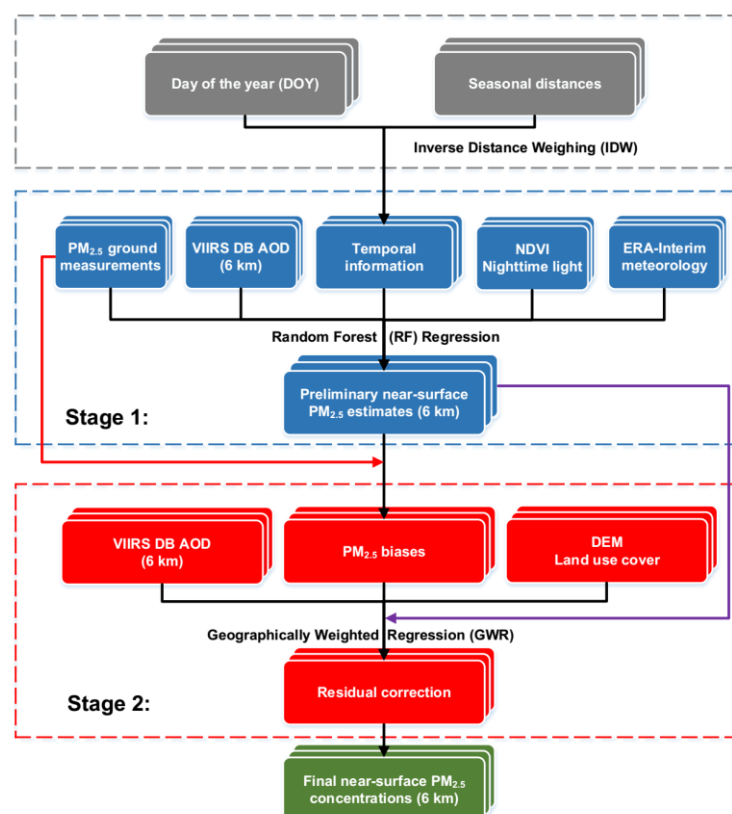 Day of the year (DOY)
Seasonal distances
Inverse Distance Weighing (IDW)
PM2.5 ground
measurements
VIIRS DB AOD
(6 km)
Temporal
information
NDVI
Nighttime light
ERA-Interim
meteorology
Random Forest (RF) Regression
Preliminary near-surface
PM2.5 estimates (6 km)
Stage 1:
VIIRS DB AOD
(6 km)
PM2.5 biases
DEM
Land use cover
Geographically Weighted Regression (GWR)
Residual correction
Stage 2:
Final near-surface PM2.5
concentrations (6 km)